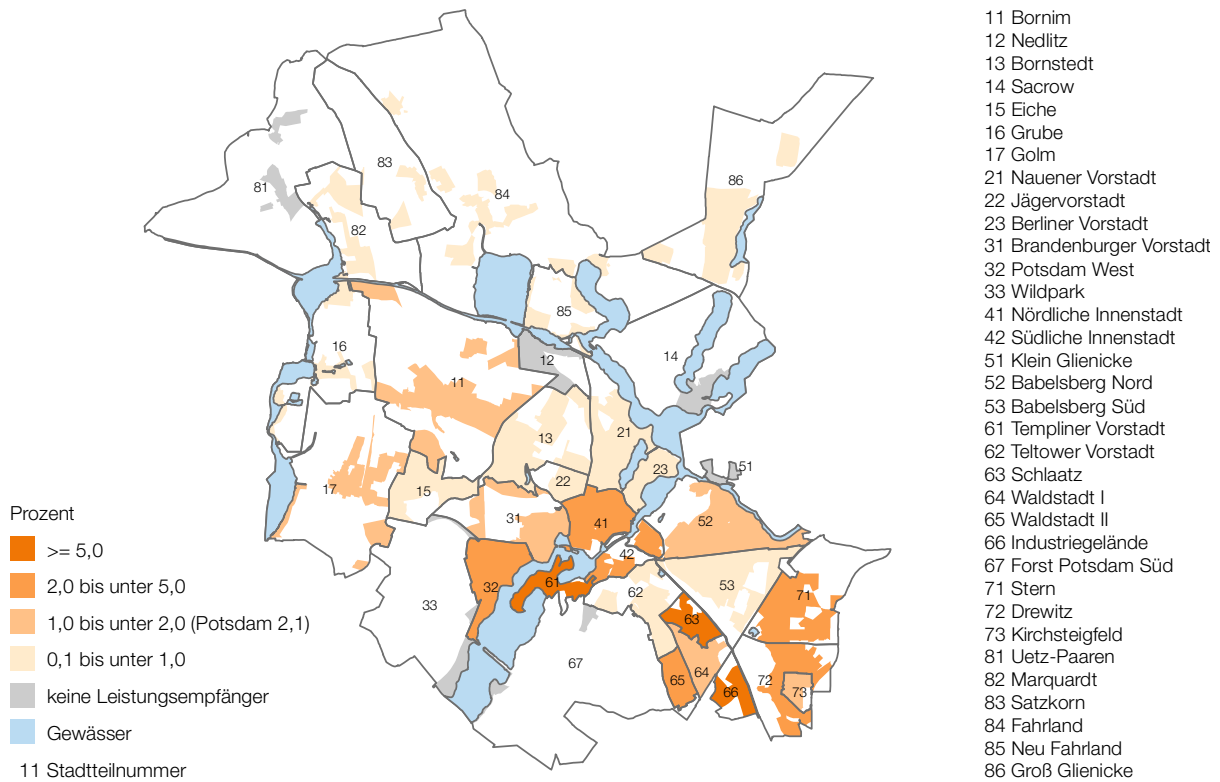 11 Bornim
12 Nedlitz
13 Bornstedt
14 Sacrow
15 Eiche
16 Grube
17 Golm
21 Nauener Vorstadt
22 Jägervorstadt
23 Berliner Vorstadt
31 Brandenburger Vorstadt
32 Potsdam West
33 Wildpark
41 Nördliche Innenstadt
42 Südliche Innenstadt
51 Klein Glienicke
52 Babelsberg Nord
53 Babelsberg Süd
61 Templiner Vorstadt
62 Teltower Vorstadt
63 Schlaatz
64 Waldstadt I
65 Waldstadt II
66 Industriegelände
67 Forst Potsdam Süd
71 Stern
72 Drewitz
73 Kirchsteigfeld
81 Uetz-Paaren
82 Marquardt
83 Satzkorn
84 Fahrland
85 Neu Fahrland
86 Groß Glienicke
83
86
81
84
82
85
16
12
14
11
13
21
23
51
22
15
17
31
41
52
42
32
61
62
53
33
71
63
67
64
65
72
66
73
Prozent
>= 5,0
2,0 bis unter 5,0
1,0 bis unter 2,0 (Potsdam 2,1)
0,1 bis unter 1,0
keine Leistungsempfänger
Gewässer
11 Stadtteilnummer